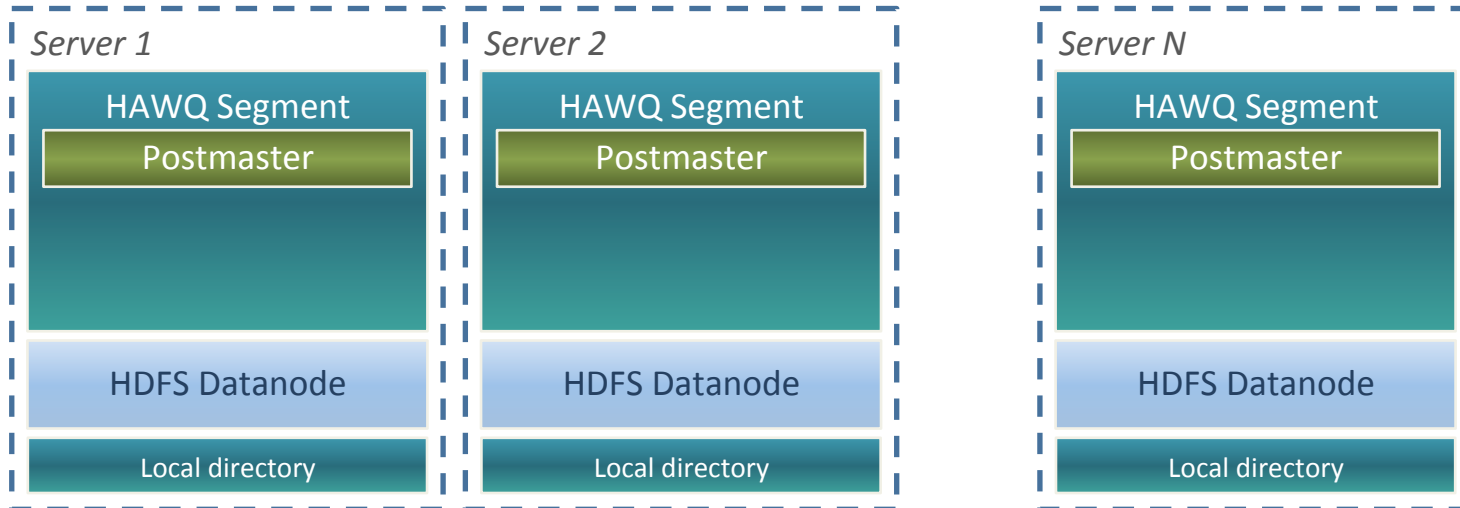 Server 1
HAWQ Segment
Postmaster
HDFS Datanode
Local directory
Server 2
HAWQ Segment
Postmaster
HDFS Datanode
Local directory
Server N
HAWQ Segment
Postmaster
HDFS Datanode
Local directory